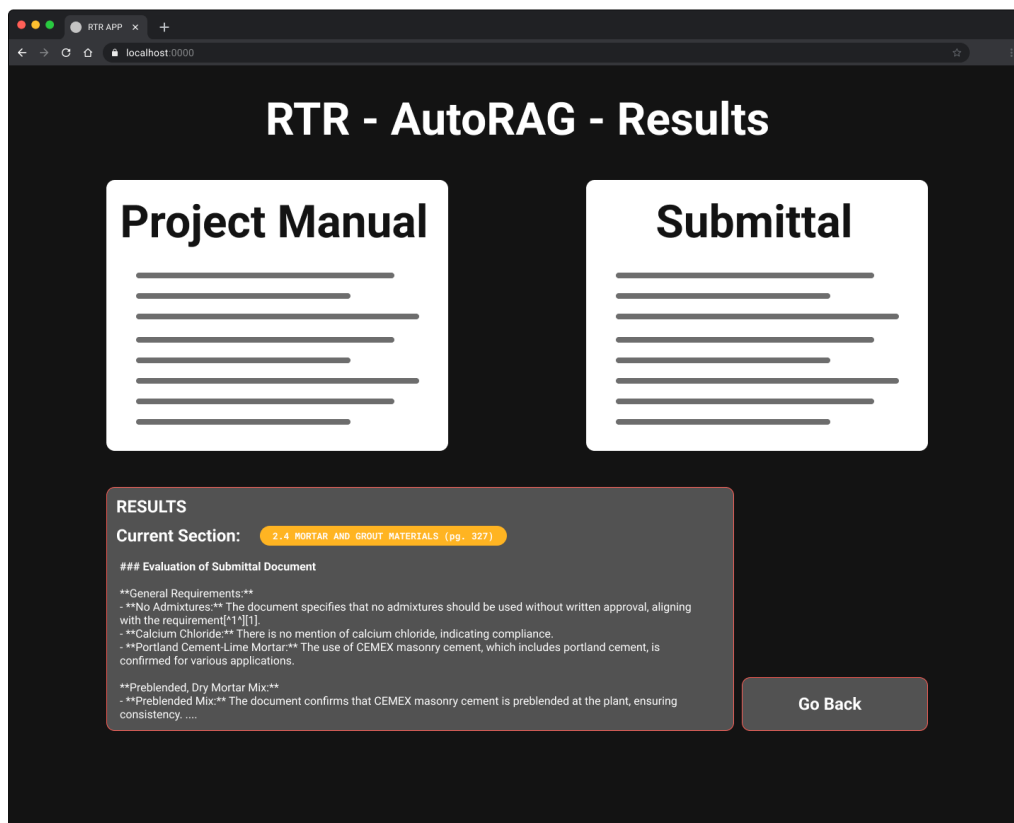 RTR APP
localhost:0000
RTR - AutoRAG - Results
Project Manual
Submittal
RESULTS
Current Section:
2.4 MORTAR AND GROUT MATERIALS (pg. 327)
### Evaluation of Submittal Document
**General Requirements:**
- **No Admixtures:** The document specifies that no admixtures should be used without written approval, aligning
with the requirement[^1^][1].
- **Calcium Chloride:** There is no mention of calcium chloride, indicating compliance.
- **Portland Cement-Lime Mortar:** The use of CEMEX masonry cement, which includes portland cement, is
confirmed for various applications.
**Preblended, Dry Mortar Mix:**
- **Preblended Mix:** The document confirms that CEMEX masonry cement is preblended at the plant, ensuring
consistency. ....
Go Back